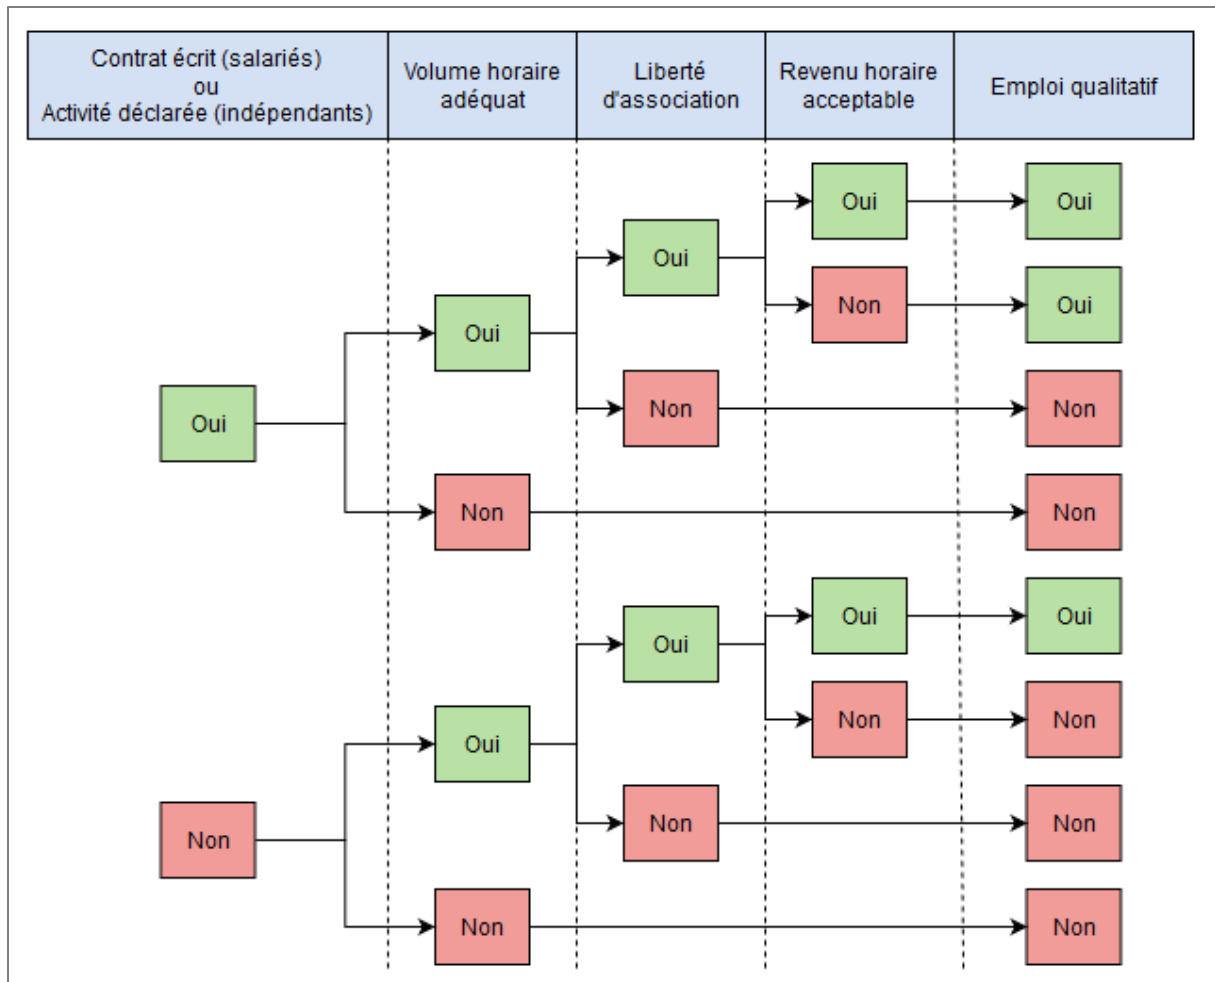 Contrat écrit (salariés)
ou
Activité déclarée (indépendants)
Volume horaire
adéquat
Liberté
d'association
Revenu horaire
acceptable
Emploi qualitatif
Oui
Oui
Oui
Oui
Non
Oui
Oui
Non
Non
Oui
Non
Non
Oui
Oui
Oui
Non
Non
Oui
Non
Non
Non
Non
Non